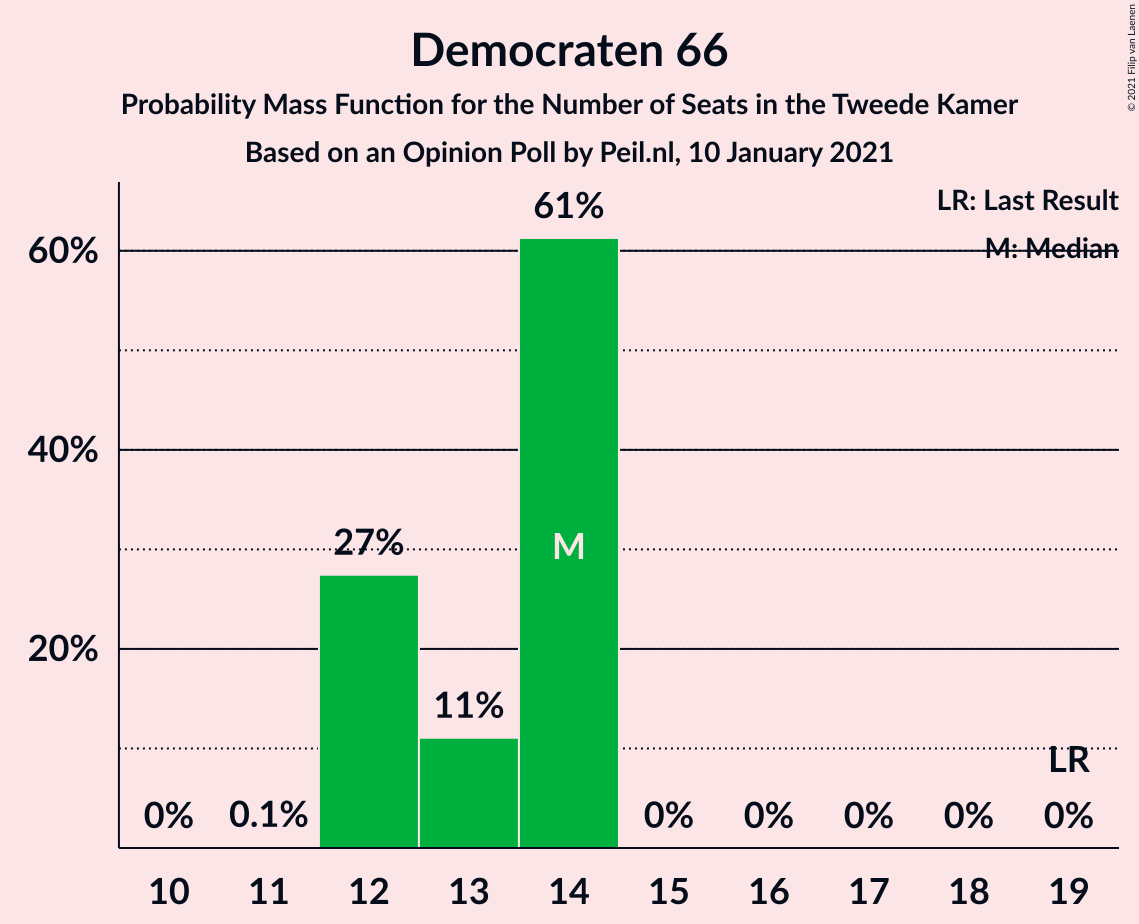 Democraten 66
Probability Mass Function for the Number of Seats in the Tweede Kamer
Based on an Opinion Poll by Peil.nl, 10 January 2021
© 2021 Filip van Laenen
LR: Last Result
M: Median
61%
60%
40%
27%
M
20%
11%
LR
0%
0.1%
0%
0%
0%
0%
0%
10 11 12 13 14 15 16 17 18 19